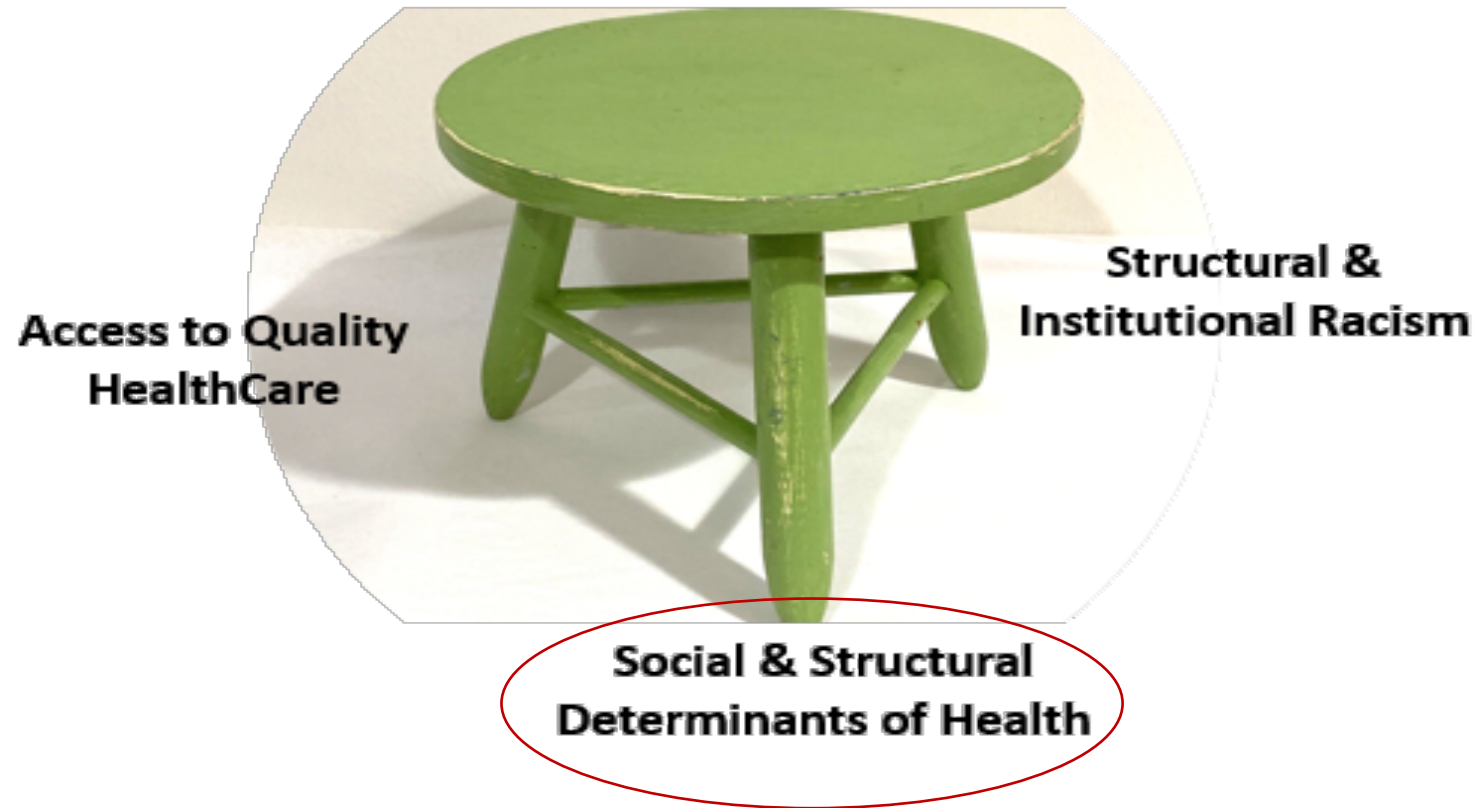 Access to Quality
HealthCare
Structural &
Institutional Racism
Social & Structural
Determinants of Health